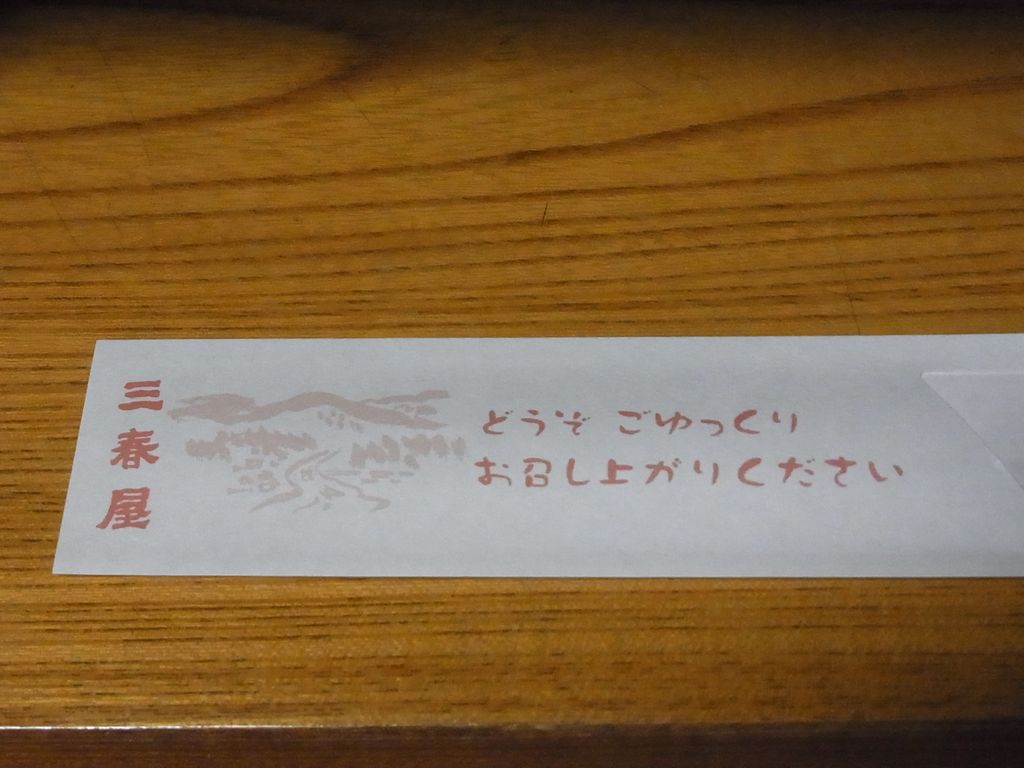 三春屋
どうぞ ごゆっくり
お召し上がりください